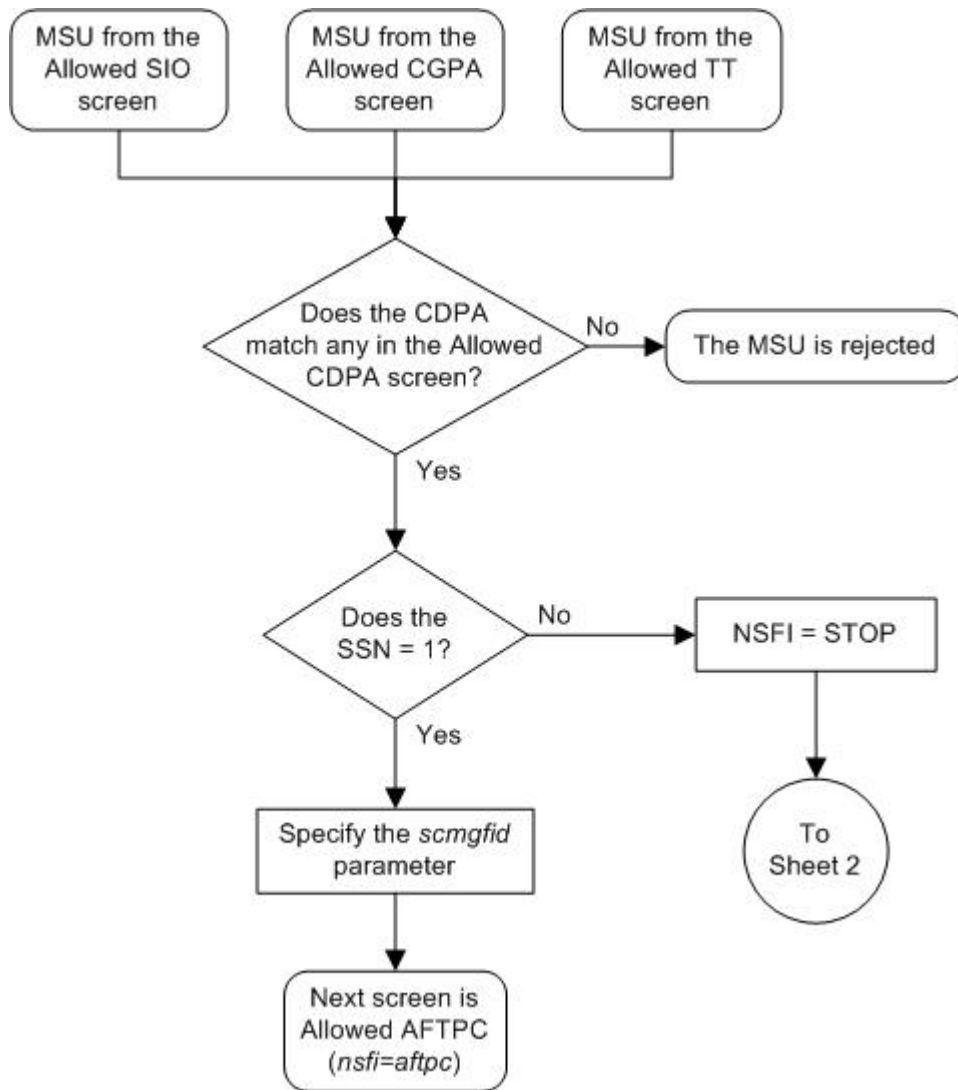 MSU from the
Allowed SIO
screen
MSU from the
Allowed CGPA
screen
MSU from the
Allowed TT
screen
Does the CDPA
match any in the Allowed
CDPA screen?
No
The MSU is rejected
Yes
Does the
SSN = 1?
No
NSFI = STOP
Yes
Specify the scmgfid
parameter
To
Sheet 2
Next screen is
Allowed AFTPC
(nsfi=aftpc)